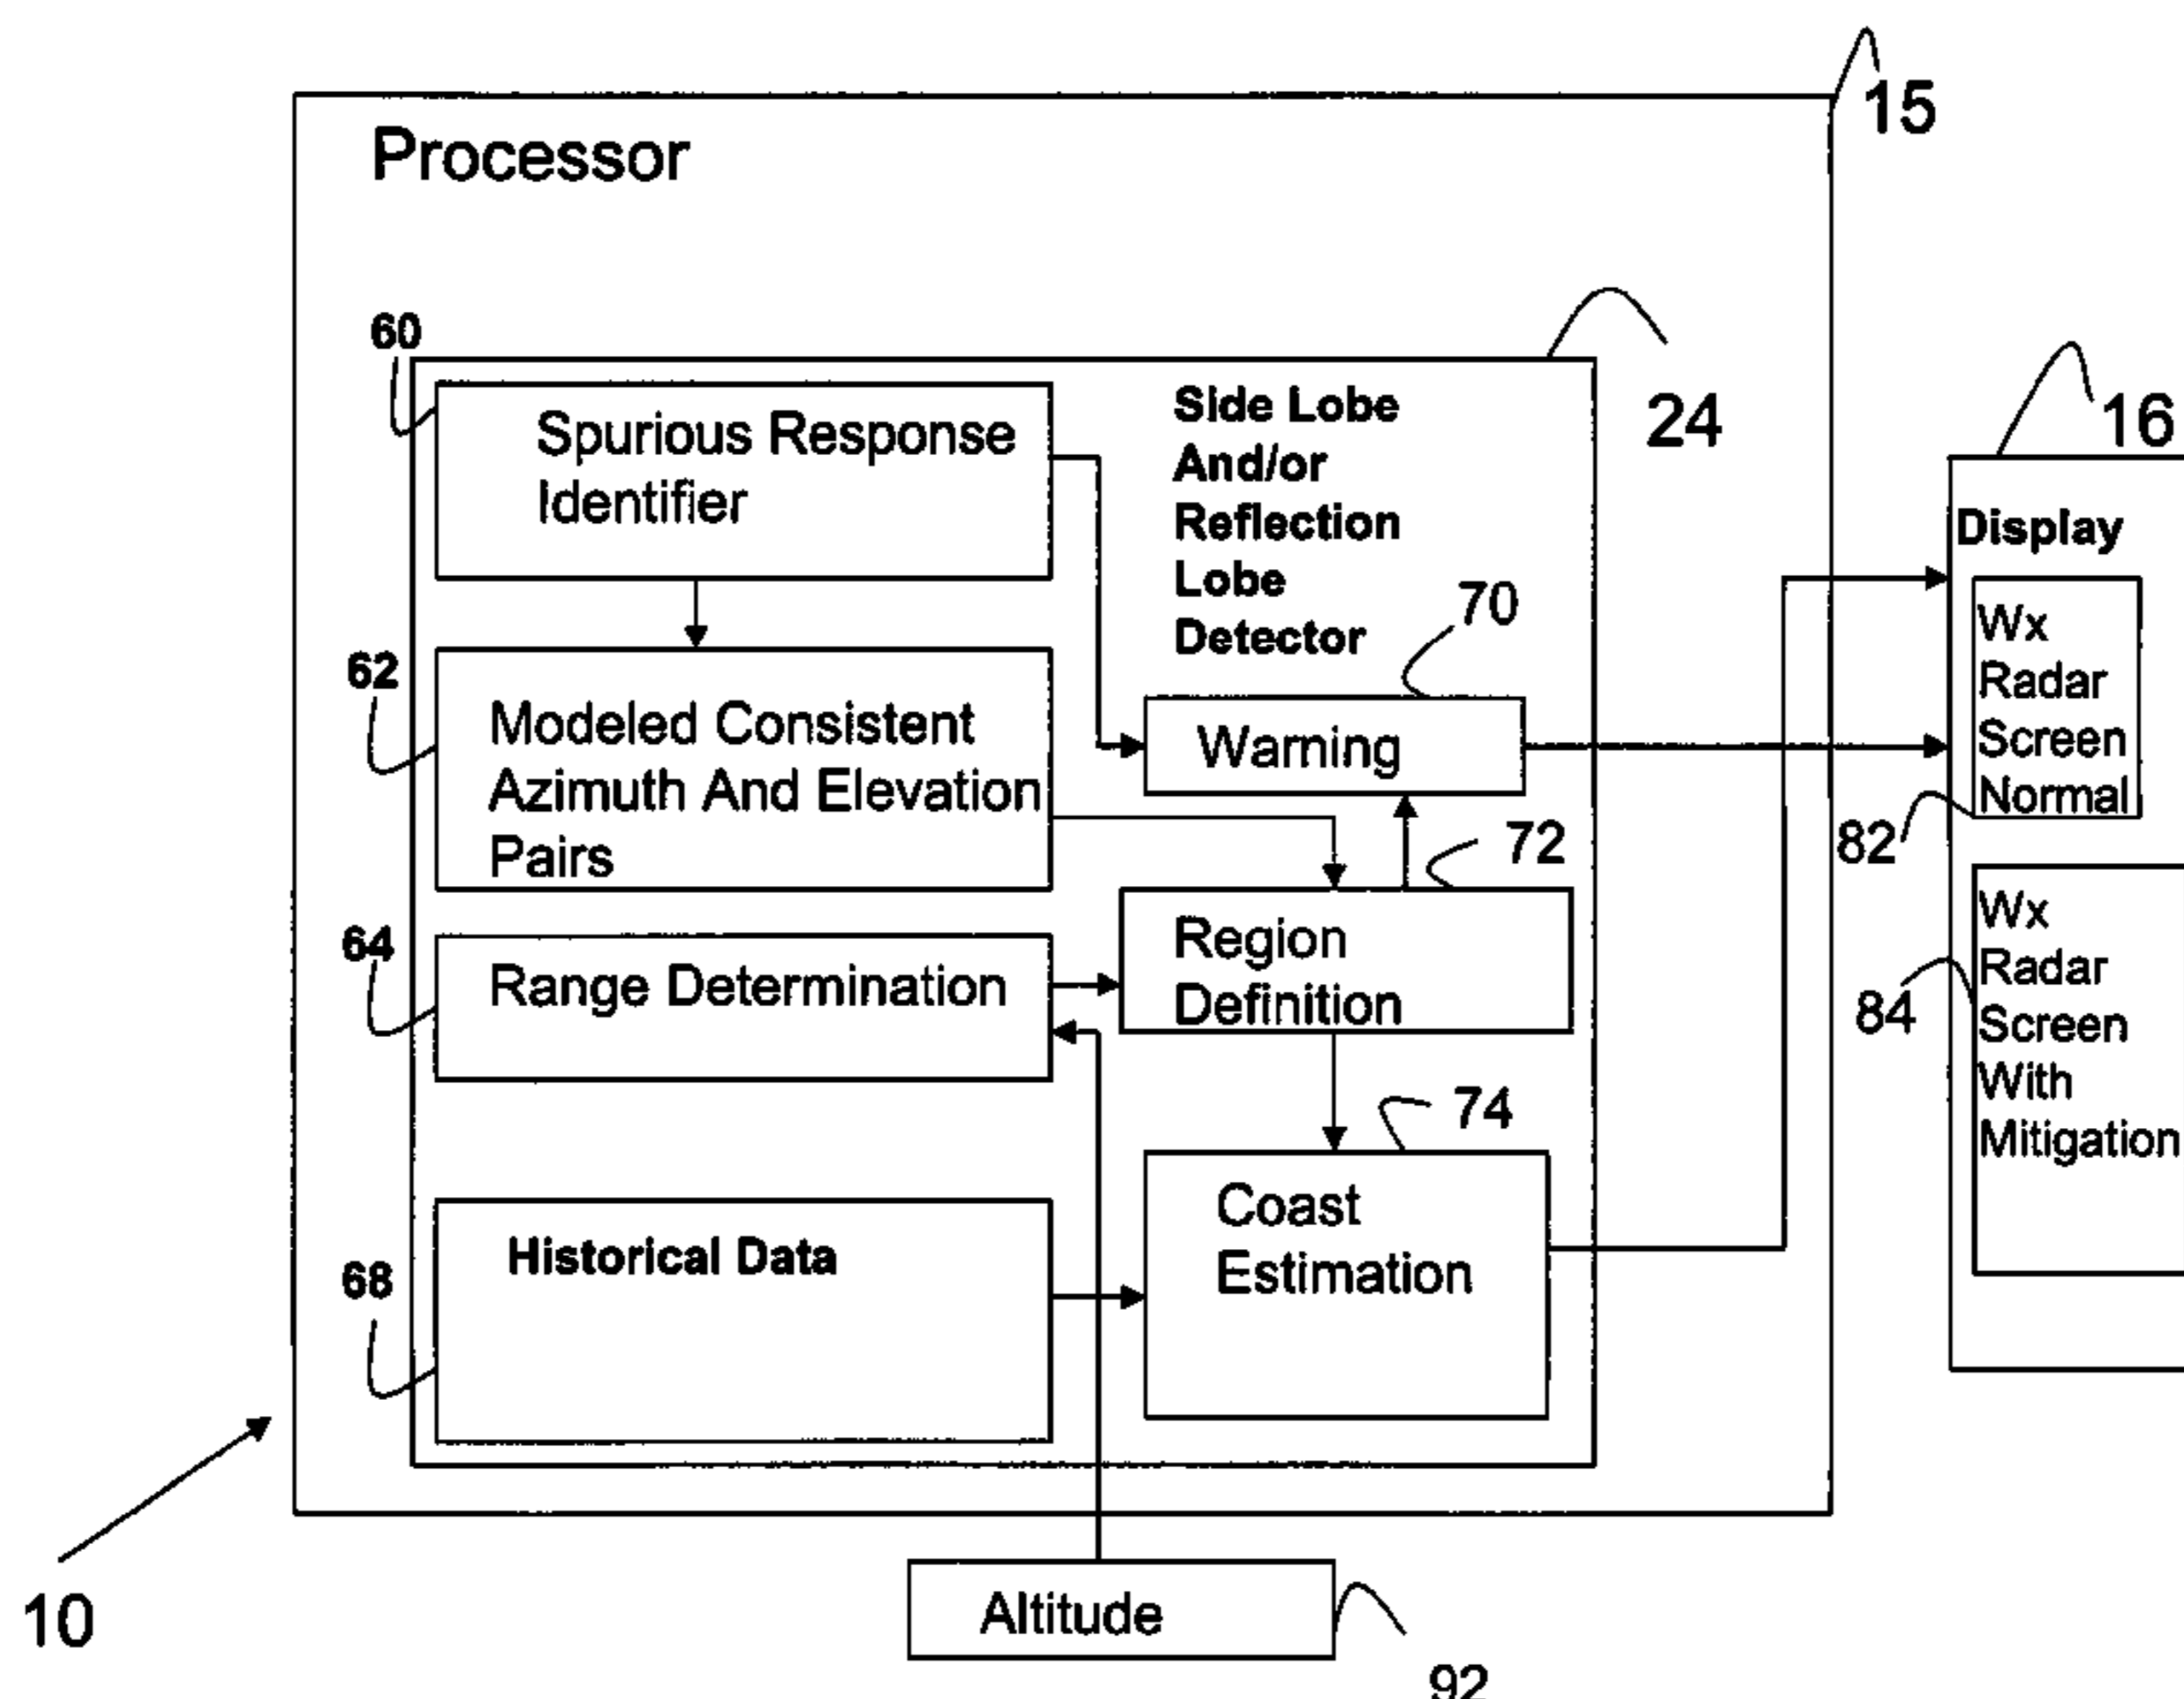 15
Processor
60
Spurious Response
Identifier
Side Lobe
And/or
Reflection
Lobe
Detector
24
16
Display
Wx
Radar
Screen
Normal
82
62
Modeled Consistent
Azimuth And Elevation
Pairs
70
Warning
72
Region
Definition
64
Range Determination
84
Wx
Radar
Screen
With
Mitigation
74
Coast
Estimation
68
Historical Data
10
Altitude
92